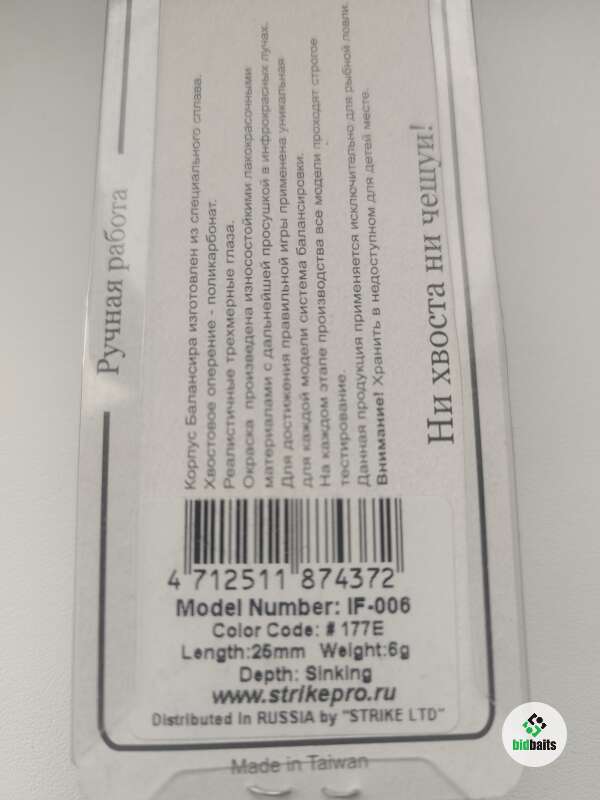 Ручная работа
Корпус Балансира изготовлен из специального сплава.
Хвостовое оперение - поликарбонат.
Реалистичные трехмерные глаза.
Окраска произведена износостойкими лакокрасочными
материалами с дальнейшей просушкой в инфрокрасных лучах.
Для достижения правильной игры применена уникальная
для каждой модели система балансировки.
На каждом этапе производства все модели проходят строгое
тестирование.
Данная продукция применяется исключительно для рыбной ловли.
Внимание! Хранить в недоступном для детей месте.
Ни хвоста ни чешуи!
4 712511 874372
Model Number: IF-006
Color Code: # 177E
Length:25mm Weight:6g
Depth: Sinking
www.strikepro.ru
Distributed In RUSSIA by "STRIKE LTD"
Made in Taiwan
bidbaits